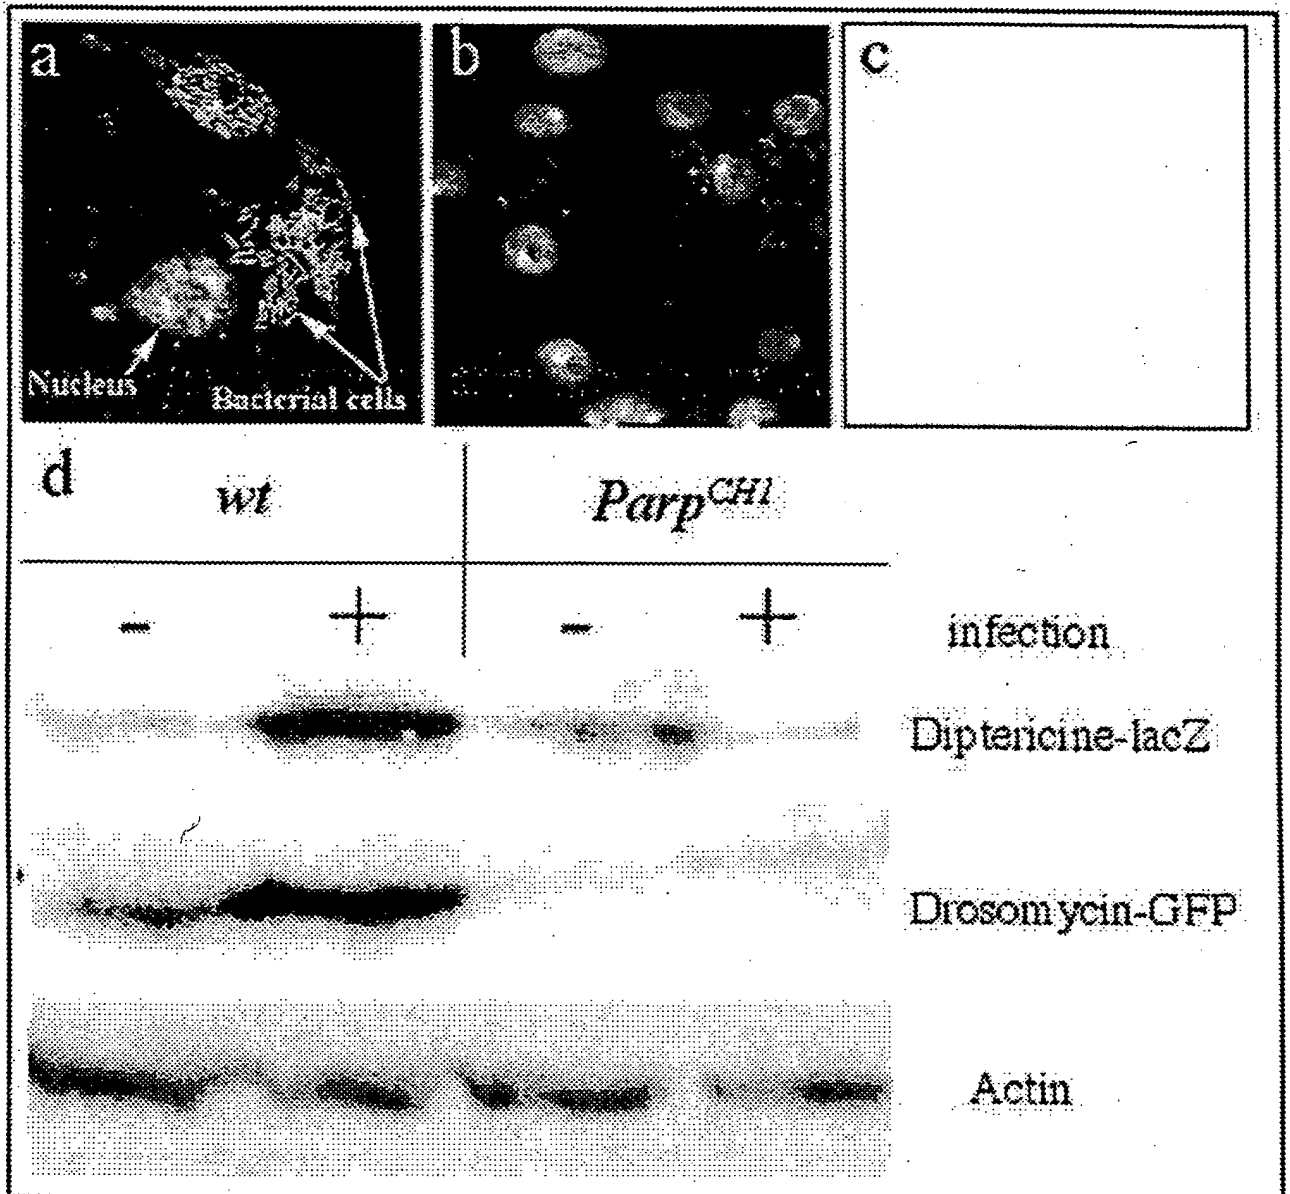 a
b
c
Nucleus
Bacterial cells
d
wt
Parp^CH1
- + - + infection
Diptericine-lacZ
Drosomycin-GFP
Actin